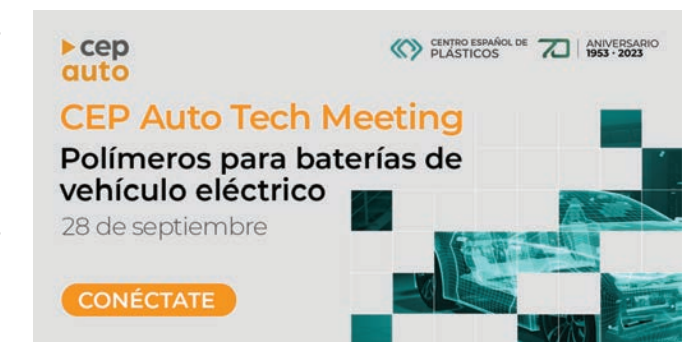 cep
auto
CENTRO ESPAÑOL DE
PLÁSTICOS
70
ANIVERSARIO
1953 · 2023
CEP Auto Tech Meeting
Polímeros para baterías de
vehículo eléctrico
28 de septiembre
CONÉCTATE